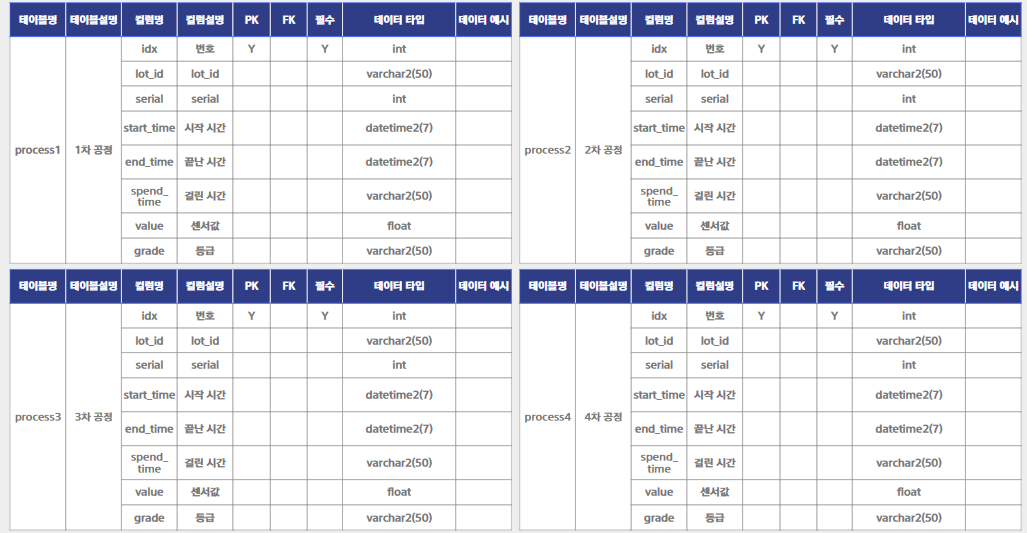 테이블명 테이블설명 컬럼명 컬럼설명 PK FK 필수 데이터 타입 데이터 예시
process1 1차 공정
idx 번호 Y Y int
lot_id lot_id varchar2(50)
serial serial int
start_time 시작 시간 datetime2(7)
end_time 끝난 시간 datetime2(7)
spend_
time 걸린 시간 varchar2(50)
value 센서값 float
grade 등급 varchar2(50)
테이블명 테이블설명 컬럼명 컬럼설명 PK FK 필수 데이터 타입 데이터 예시
process2 2차 공정
idx 번호 Y Y int
lot_id lot_id varchar2(50)
serial serial int
start_time 시작 시간 datetime2(7)
end_time 끝난 시간 datetime2(7)
spend_
time 걸린 시간 varchar2(50)
value 센서값 float
grade 등급 varchar2(50)
테이블명 테이블설명 컬럼명 컬럼설명 PK FK 필수 데이터 타입 데이터 예시
process3 3차 공정
idx 번호 Y Y int
lot_id lot_id varchar2(50)
serial serial int
start_time 시작 시간 datetime2(7)
end_time 끝난 시간 datetime2(7)
spend_
time 걸린 시간 varchar2(50)
value 센서값 float
grade 등급 varchar2(50)
테이블명 테이블설명 컬럼명 컬럼설명 PK FK 필수 데이터 타입 데이터 예시
process4 4차 공정
idx 번호 Y Y int
lot_id lot_id varchar2(50)
serial serial int
start_time 시작 시간 datetime2(7)
end_time 끝난 시간 datetime2(7)
spend_
time 걸린 시간 varchar2(50)
value 센서값 float
grade 등급 varchar2(50)